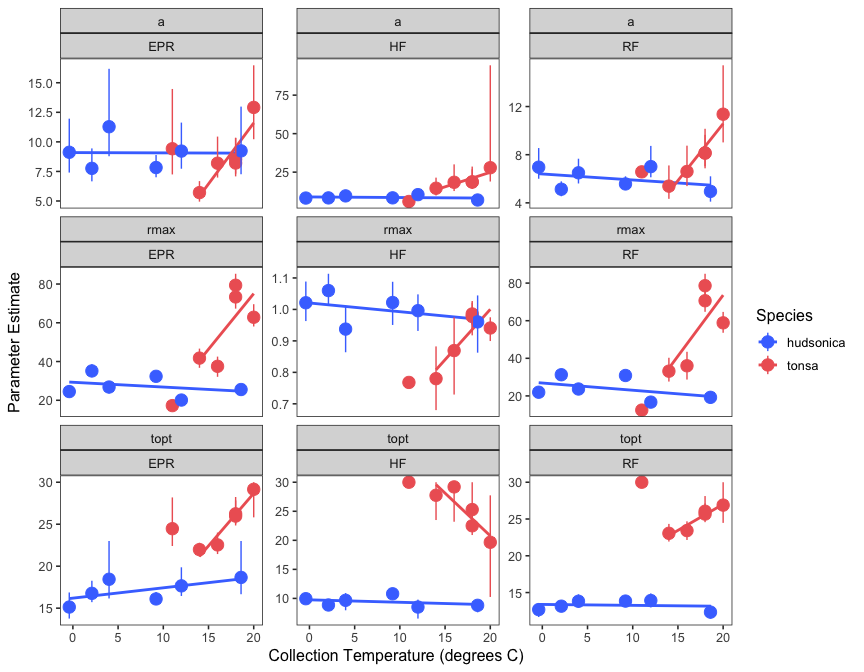 a a a
EPR HF RF
15.0
12.5
10.0
7.5
5.0
75
50
25
12
8
4
rmax rmax rmax
EPR HF RF
80
60
40
20
1.1
1.0
0.9
0.8
0.7
80
60
40
20
topt topt topt
EPR HF RF
30
25
20
15
30
20
10
30
25
20
15
0 5 10 15 20 0 5 10 15 20 0 5 10 15 20
Collection Temperature (degrees C)
Parameter Estimate
Species
hudsonica
tonsa